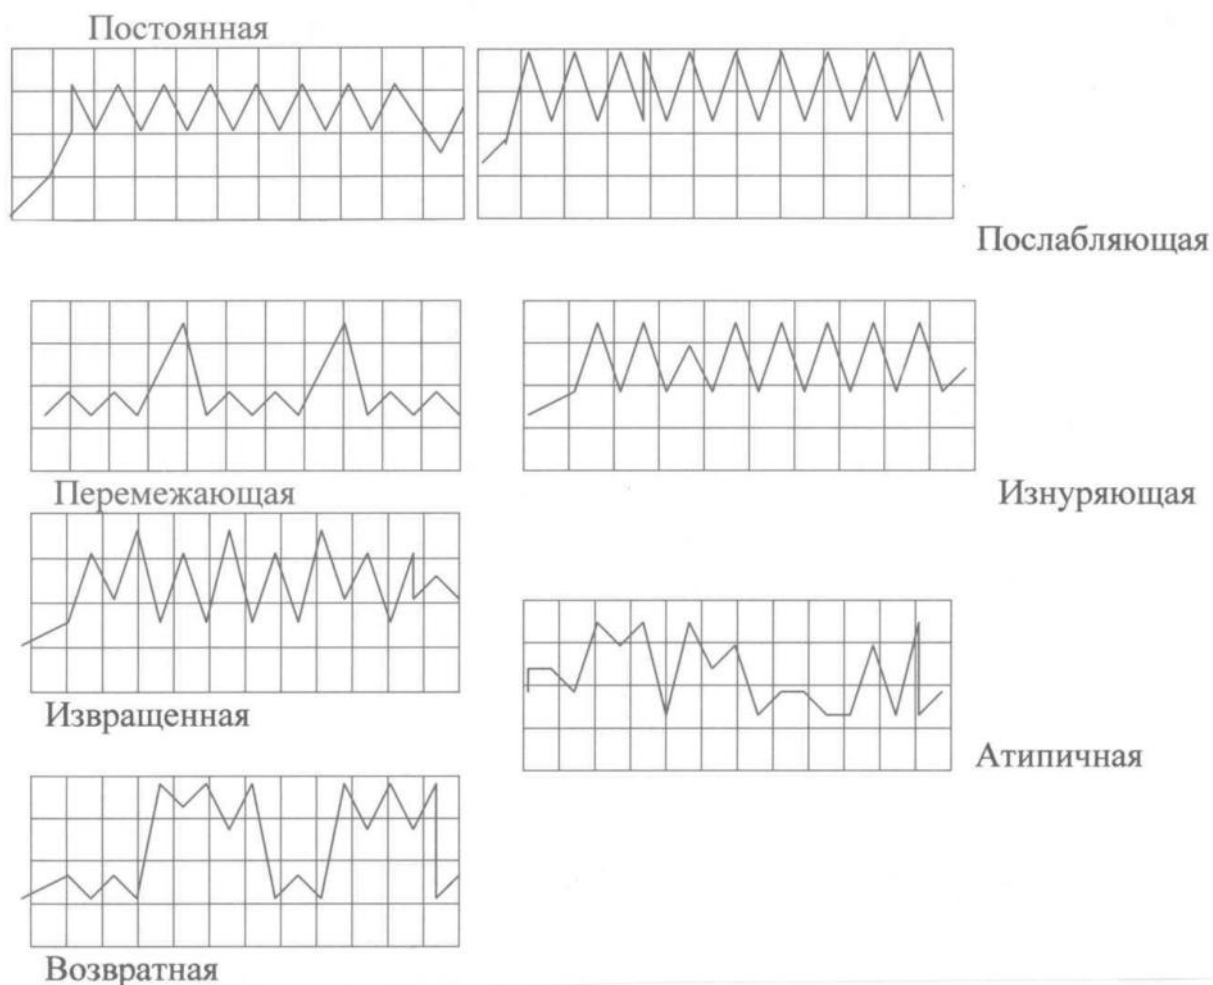 Постоянная
Послабляющая
Перемежающая
Изнуряющая
Извращенная
Атипичная
Возвратная